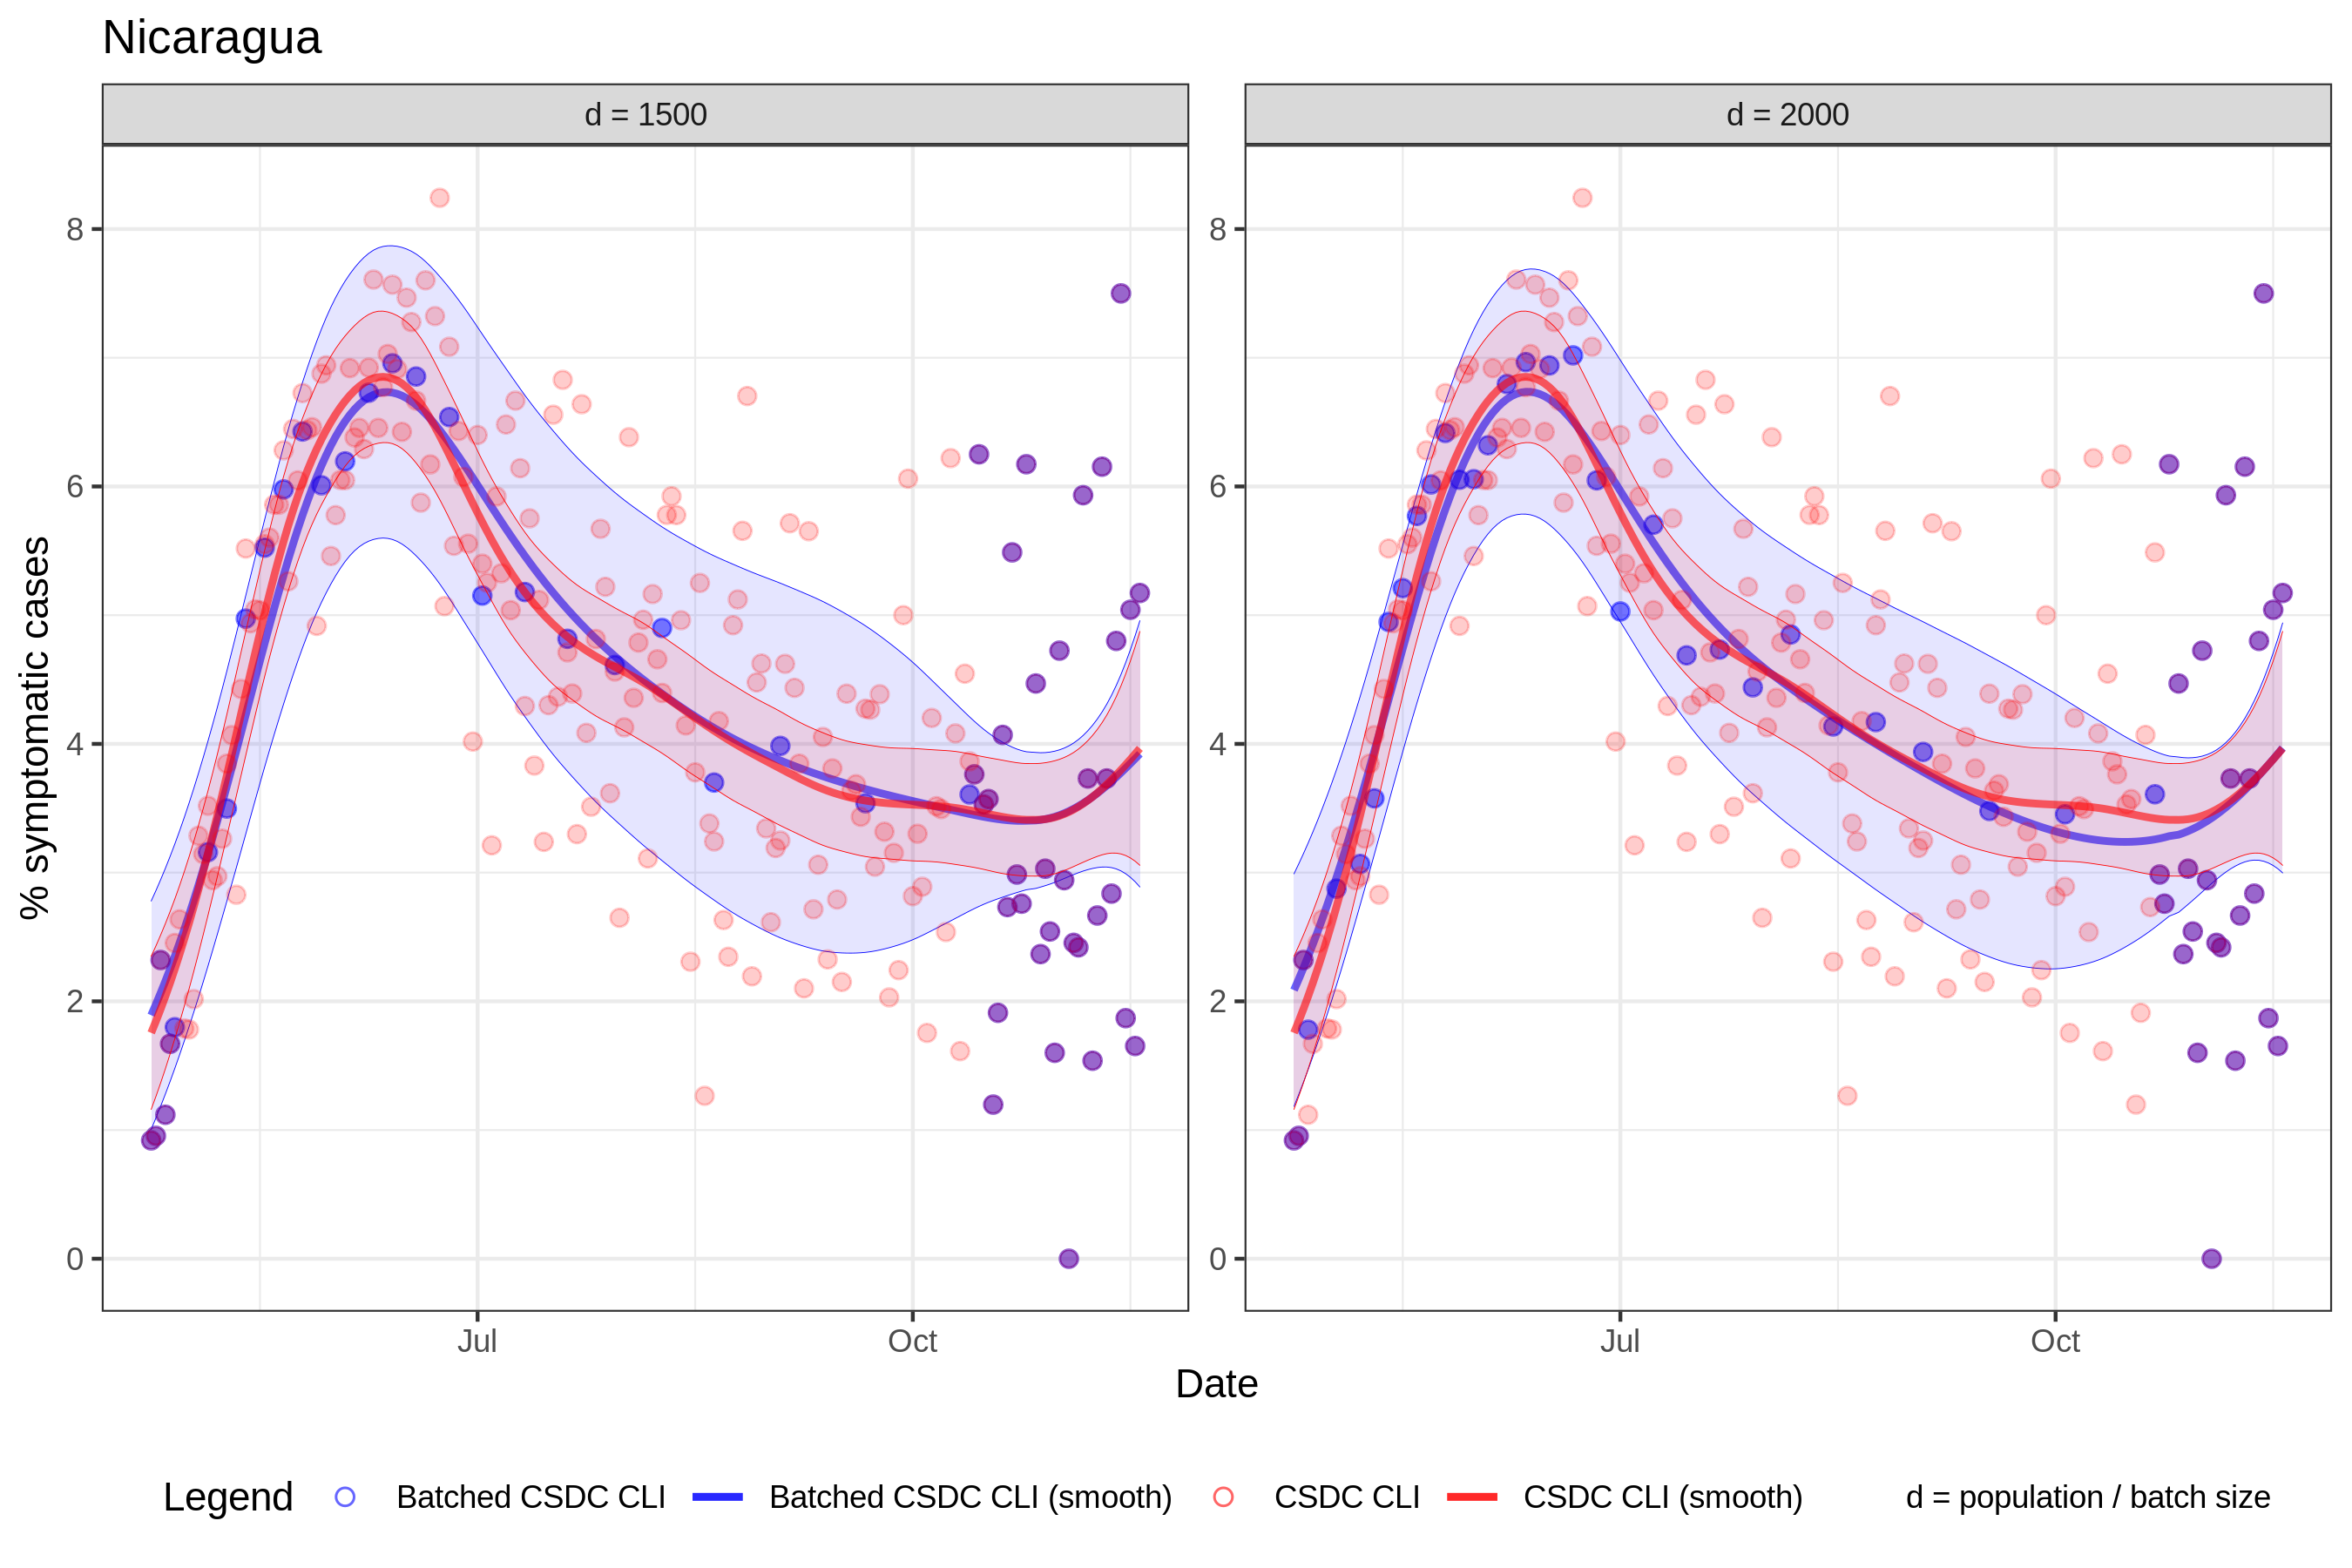 Nicaragua
d = 1500
d = 2000
% symptomatic cases
8
6
4
2
0
8
6
4
2
0
Jul
Oct
Jul
Oct
Date
Legend
Batched CSDC CLI
Batched CSDC CLI (smooth)
CSDC CLI
CSDC CLI (smooth)
d = population / batch size